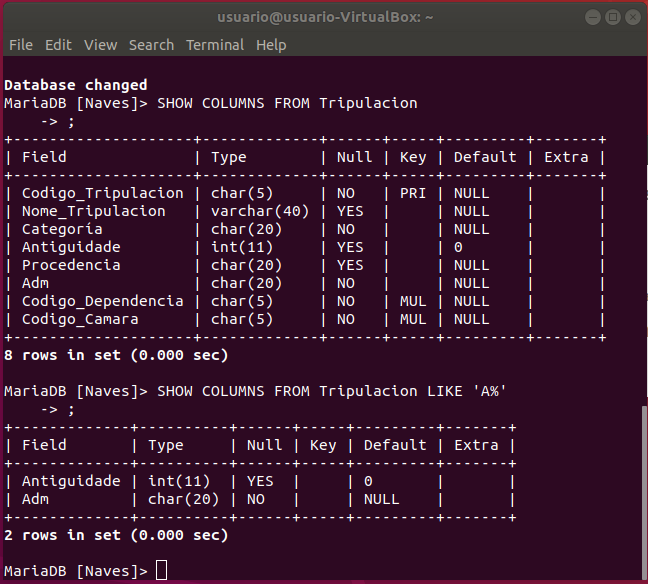 usuario@usuario-VirtualBox: ~
File Edit View Search Terminal Help
Database changed
MariaDB [Naves]> SHOW COLUMNS FROM Tripulacion
    -> ;
+--------------------+-------------+------+-----+---------+-------+
| Field              | Type        | Null | Key | Default | Extra |
+--------------------+-------------+------+-----+---------+-------+
| Codigo_Tripulacion | char(5)     | NO   | PRI | NULL    |       |
| Nome_Tripulacion   | varchar(40) | YES  |     | NULL    |       |
| Categoría          | char(20)    | NO   |     | NULL    |       |
| Antiguidade        | int(11)     | YES  |     | 0       |       |
| Procedencia        | char(20)    | YES  |     | NULL    |       |
| Adm                | char(20)    | NO   |     | NULL    |       |
| Codigo_Dependencia | char(5)     | NO   | MUL | NULL    |       |
| Codigo_Camara      | char(5)     | NO   | MUL | NULL    |       |
+--------------------+-------------+------+-----+---------+-------+
8 rows in set (0.000 sec)
MariaDB [Naves]> SHOW COLUMNS FROM Tripulacion LIKE 'A%'
    -> ;
+-------------+----------+------+-----+---------+-------+
| Field       | Type     | Null | Key | Default | Extra |
+-------------+----------+------+-----+---------+-------+
| Antiguidade | int(11)  | YES  |     | 0       |       |
| Adm         | char(20) | NO   |     | NULL    |       |
+-------------+----------+------+-----+---------+-------+
2 rows in set (0.000 sec)
MariaDB [Naves]>